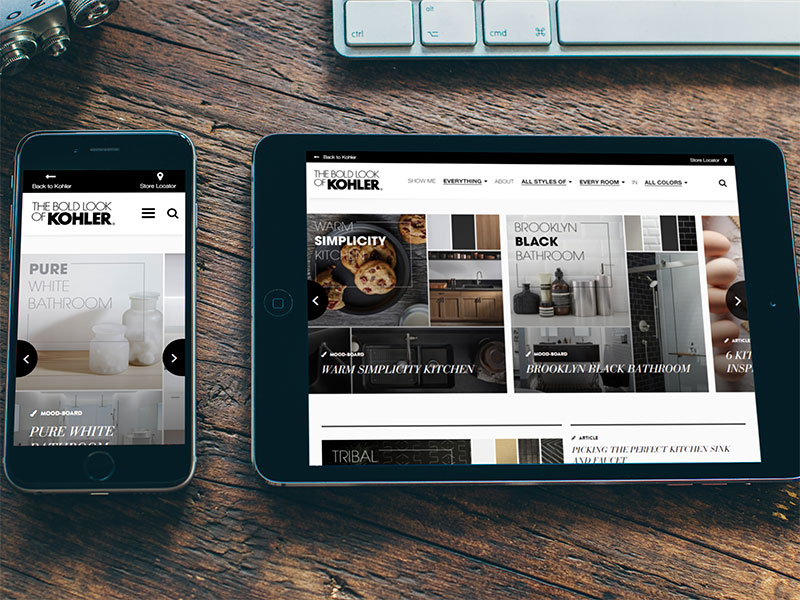 ON
ctrl
alt
cmd
Back to Kohler
Store Locator
THE BOLD LOOK
OF KOHLER®
PURE
WHITE
BATHROOM
MOOD-BOARD
PURE WHITE
BATHROOM
Back to Kohler
Store Locator
THE BOLD LOOK
OF KOHLER®
SHOW ME EVERYTHING ABOUT ALL STYLES OF EVERY ROOM IN ALL COLORS
WARM
SIMPLICITY
KITCHEN
MOOD-BOARD
WARM SIMPLICITY KITCHEN
BROOKLYN
BLACK
BATHROOM
MOOD-BOARD
BROOKLYN BLACK BATHROOM
ARTICLE
6 KIT
INSP
TRIBAL
ARTICLE
PICKING THE PERFECT KITCHEN SINK
AND FAUCET